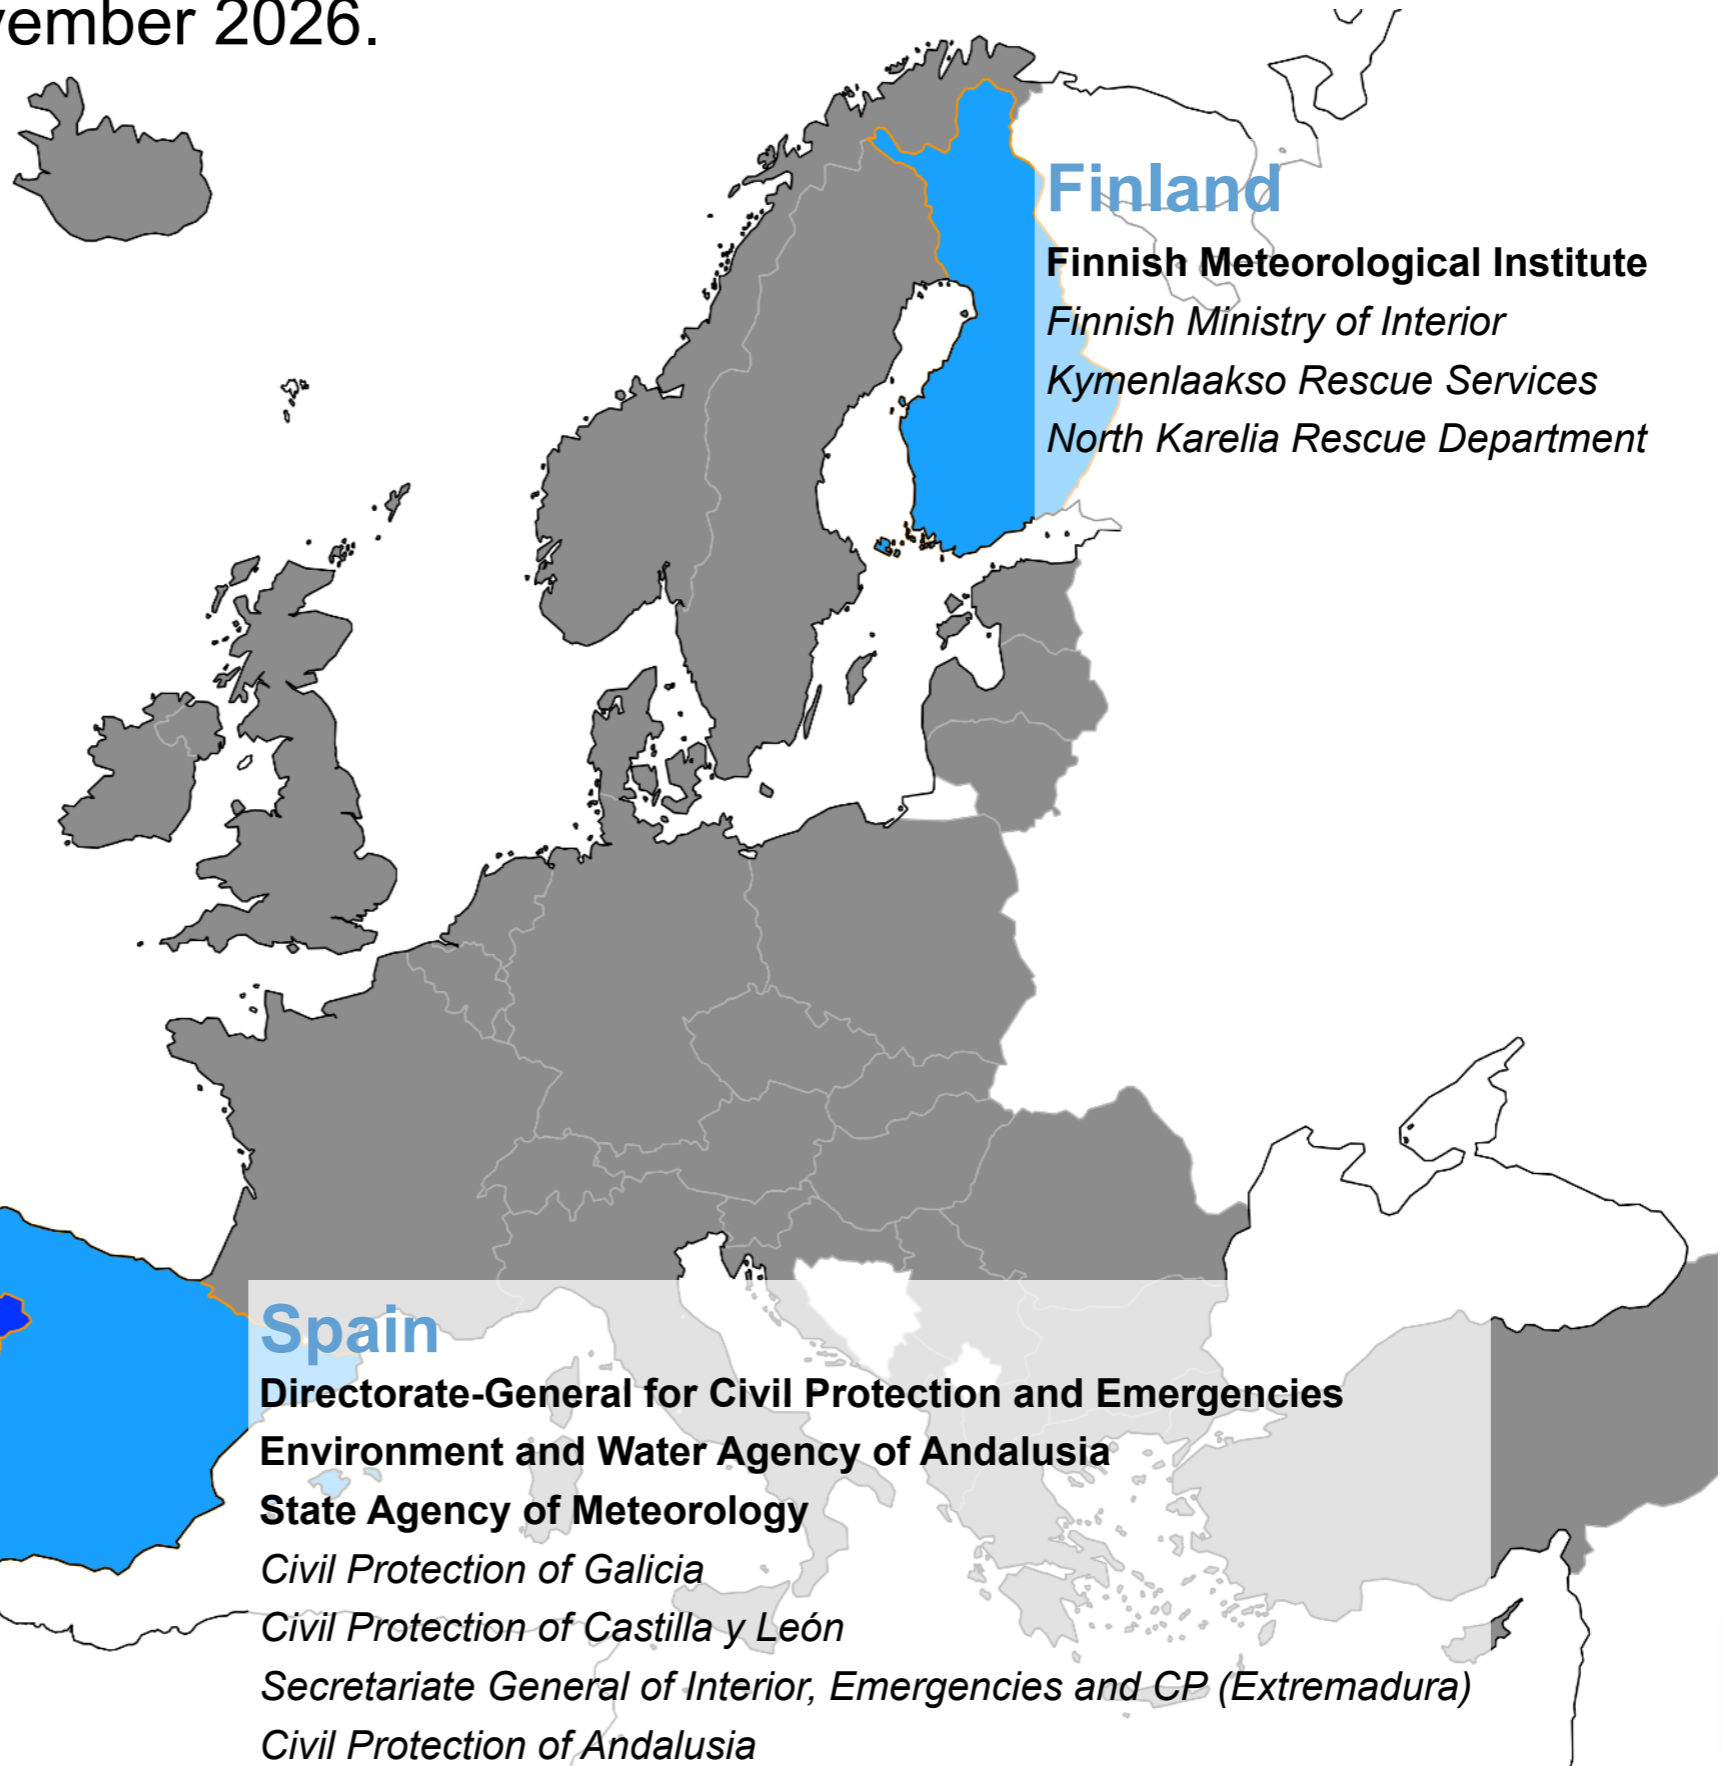 vember 2026.
Finland
Finnish Meteorological Institute
Finnish Ministry of Interior
Kymenlaakso Rescue Services
North Karelia Rescue Department
Spain
Directorate-General for Civil Protection and Emergencies
Environment and Water Agency of Andalusia
State Agency of Meteorology
Civil Protection of Galicia
Civil Protection of Castilla y León
Secretariate General of Interior, Emergencies and CP (Extremadura)
Civil Protection of Andalusia